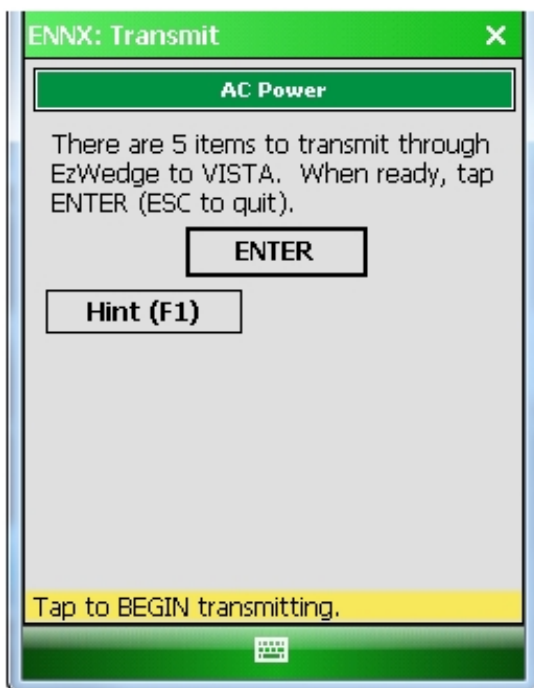 ENNX: Transmit
AC Power
There are 5 items to transmit through
EzWedge to VISTA.  When ready, tap
ENTER (ESC to quit).
ENTER
Hint (F1)
Tap to BEGIN transmitting.